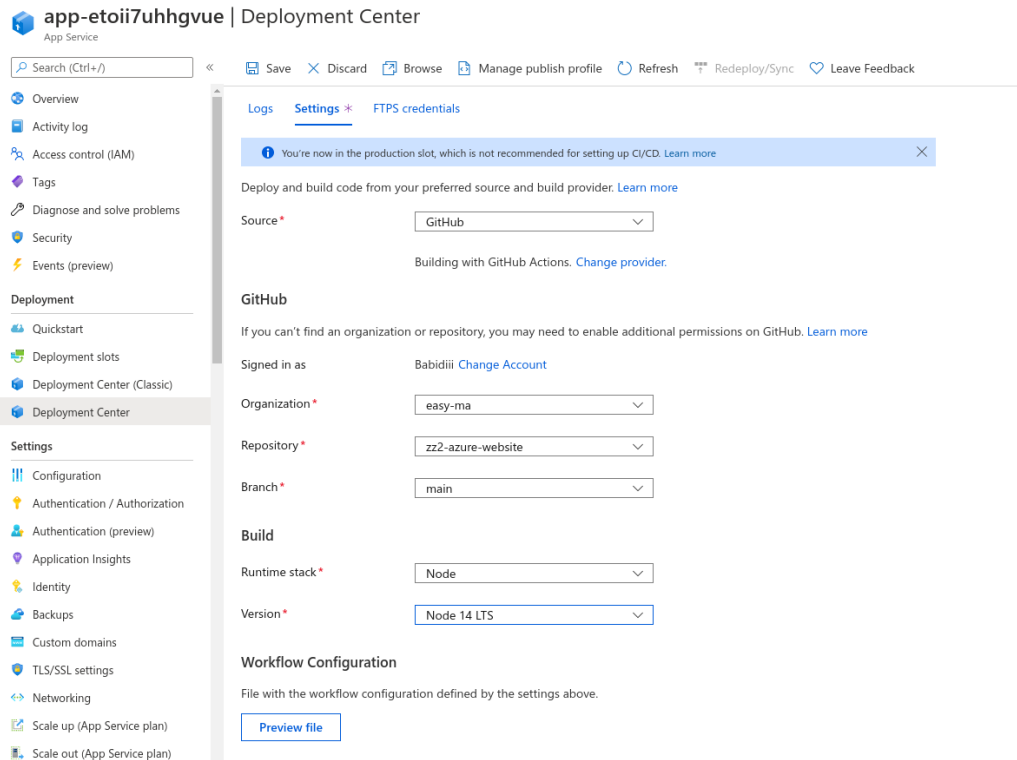 app-etoii7uhhgvue | Deployment Center
App Service
Search (Ctrl+/)
«
Save
Discard
Browse
Manage publish profile
Refresh
Redeploy/Sync
Leave Feedback
Overview
Activity log
Access control (IAM)
Tags
Diagnose and solve problems
Security
Events (preview)
Deployment
Quickstart
Deployment slots
Deployment Center (Classic)
Deployment Center
Settings
Configuration
Authentication / Authorization
Authentication (preview)
Application Insights
Identity
Backups
Custom domains
TLS/SSL settings
Networking
Scale up (App Service plan)
Scale out (App Service plan)
Logs
Settings *
FTPS credentials
You're now in the production slot, which is not recommended for setting up CI/CD. Learn more
Deploy and build code from your preferred source and build provider. Learn more
Source*
GitHub
Building with GitHub Actions. Change provider.
GitHub
If you can't find an organization or repository, you may need to enable additional permissions on GitHub. Learn more
Signed in as
Babidiii Change Account
Organization*
easy-ma
Repository*
zz2-azure-website
Branch*
main
Build
Runtime stack*
Node
Version*
Node 14 LTS
Workflow Configuration
File with the workflow configuration defined by the settings above.
Preview file